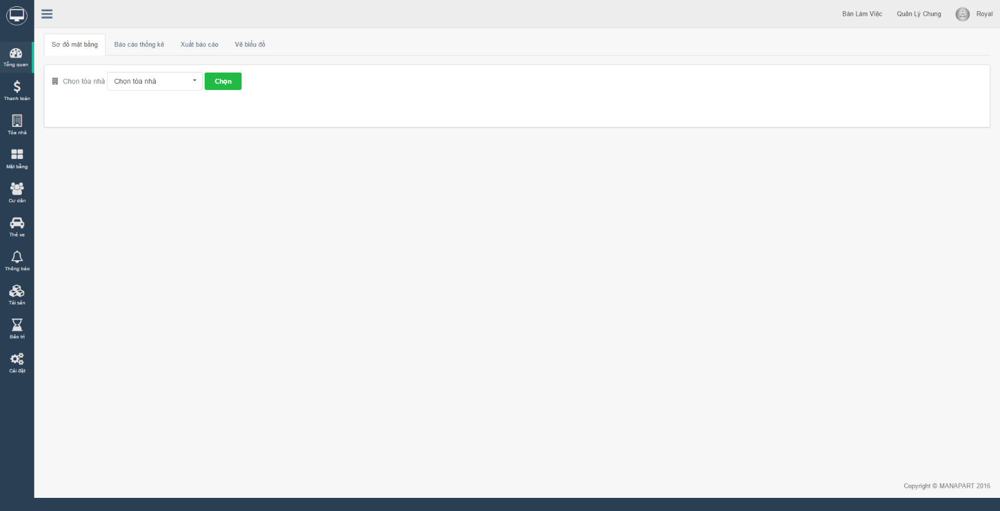 Bàn Làm Việc
Quản Lý Chung
Royal
Sơ đồ mặt bằng
Báo cáo thống kê
Xuất báo cáo
Vẽ biểu đồ
Chọn tòa nhà
Chọn tòa nhà
Chọn
Tổng quan
Thanh toán
Tòa nhà
Mặt bằng
Cư dân
Thẻ xe
Thông báo
Tài sản
Bảo trì
Cài đặt
Copyright © MANAPART 2016